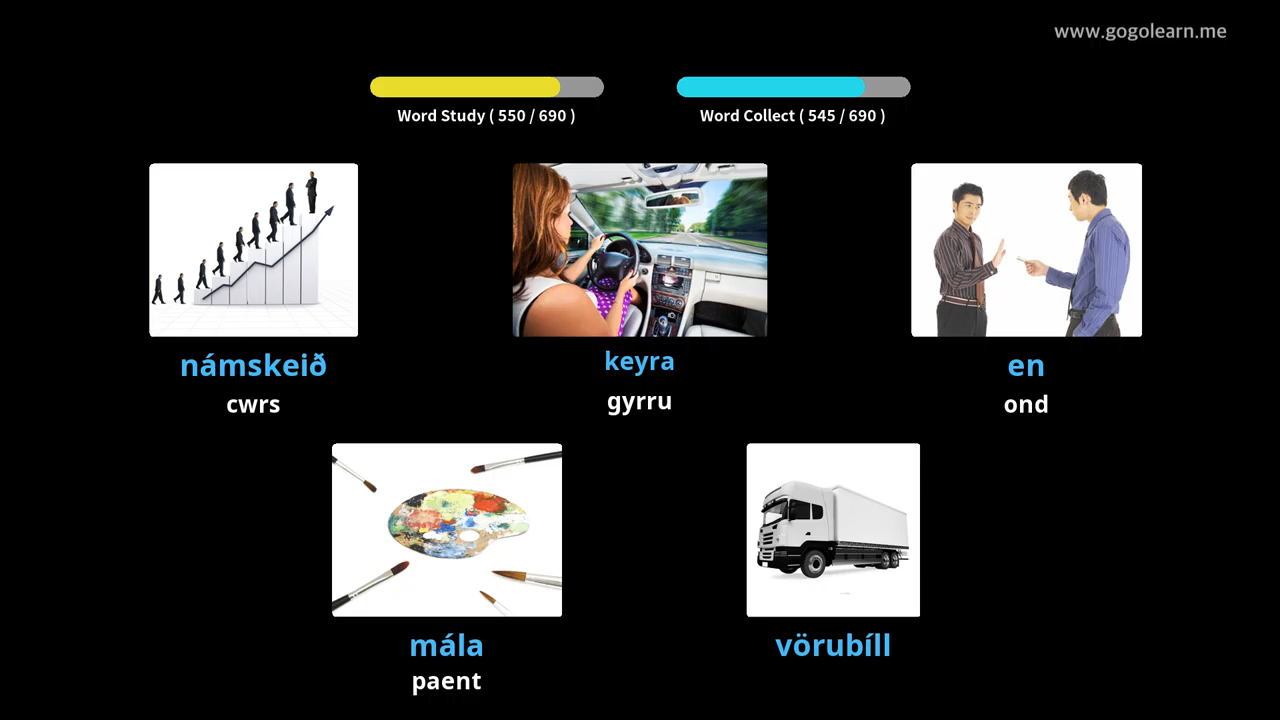 www.gogolearn.me
Word Study ( 550 / 690 )
Word Collect ( 545 / 690 )
námskeið
cwrs
keyra
gyrru
en
ond
mála
paent
vörubíll